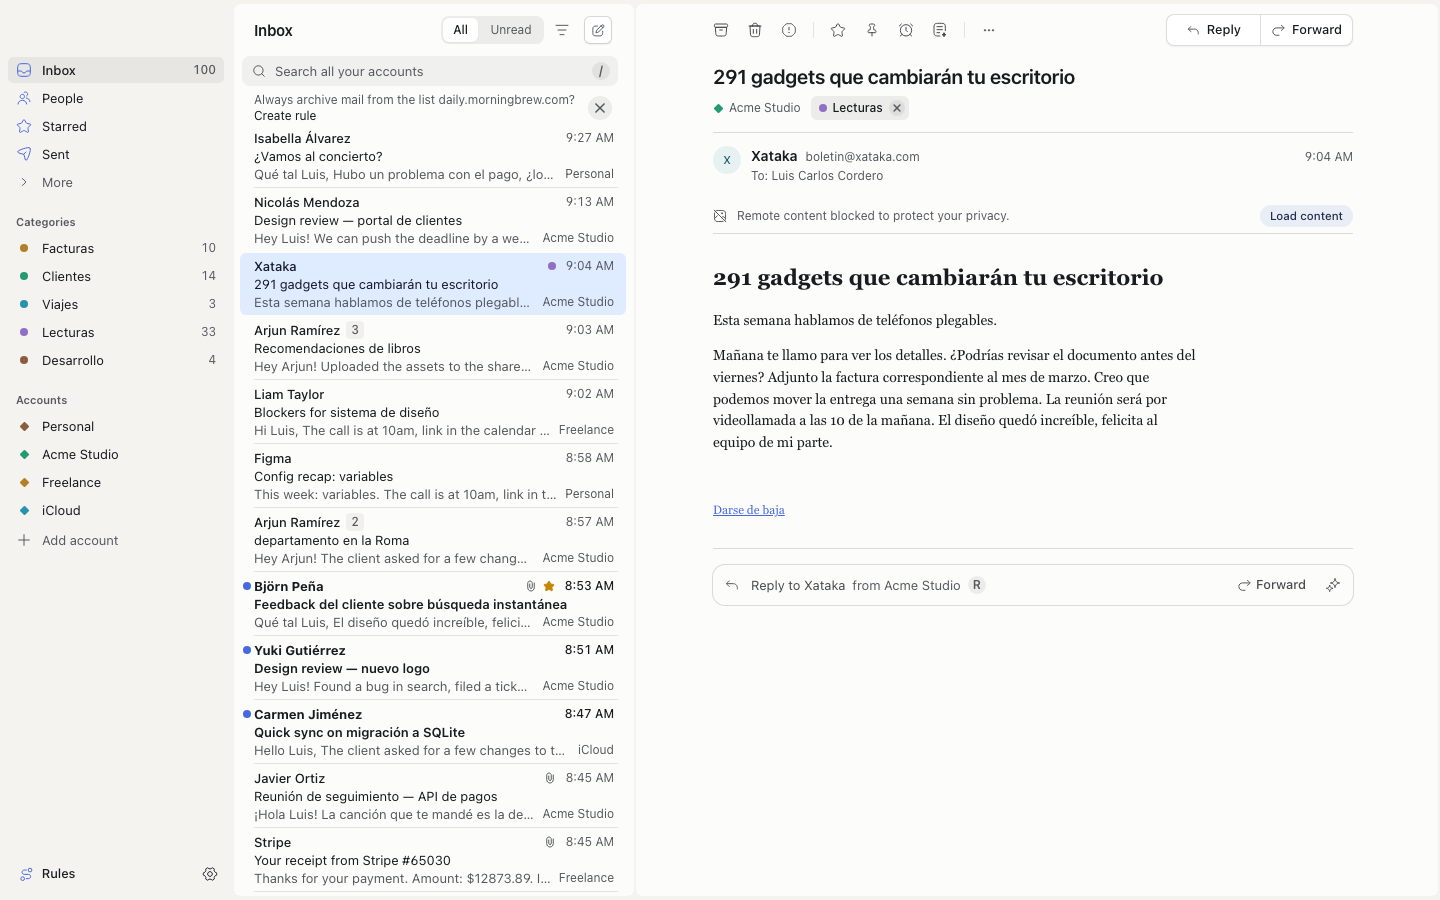 Inbox 100
People
Starred
Sent
More
Categories
Facturas 10
Clientes 14
Viajes 3
Lecturas 33
Desarrollo 4
Accounts
Personal
Acme Studio
Freelance
iCloud
Add account
Rules
Inbox
All Unread
Search all your accounts /
Always archive mail from the list daily.morningbrew.com?
Create rule
Isabella Álvarez 9:27 AM
¿Vamos al concierto?
Qué tal Luis, Hubo un problema con el pago, ¿lo... Personal
Nicolás Mendoza 9:13 AM
Design review — portal de clientes
Hey Luis! We can push the deadline by a we... Acme Studio
Xataka 9:04 AM
291 gadgets que cambiarán tu escritorio
Esta semana hablamos de teléfonos plegabl... Acme Studio
Arjun Ramírez 3 9:03 AM
Recomendaciones de libros
Hey Arjun! Uploaded the assets to the share... Acme Studio
Liam Taylor 9:02 AM
Blockers for sistema de diseño
Hi Luis, The call is at 10am, link in the calendar ... Freelance
Figma 8:58 AM
Config recap: variables
This week: variables. The call is at 10am, link in t... Personal
Arjun Ramírez 2 8:57 AM
departamento en la Roma
Hey Arjun! The client asked for a few chang... Acme Studio
Björn Peña 8:53 AM
Feedback del cliente sobre búsqueda instantánea
Qué tal Luis, El diseño quedó increíble, felici... Acme Studio
Yuki Gutiérrez 8:51 AM
Design review — nuevo logo
Hey Luis! Found a bug in search, filed a tick... Acme Studio
Carmen Jiménez 8:47 AM
Quick sync on migración a SQLite
Hello Luis, The client asked for a few changes to t... iCloud
Javier Ortiz 8:45 AM
Reunión de seguimiento — API de pagos
¡Hola Luis! La canción que te mandé es la de... Acme Studio
Stripe 8:45 AM
Your receipt from Stripe #65030
Thanks for your payment. Amount: $12873.89. I... Freelance
Reply Forward
291 gadgets que cambiarán tu escritorio
Acme Studio Lecturas
X Xataka boletin@xataka.com 9:04 AM
To: Luis Carlos Cordero
Remote content blocked to protect your privacy. Load content
291 gadgets que cambiarán tu escritorio
Esta semana hablamos de teléfonos plegables.
Mañana te llamo para ver los detalles. ¿Podrías revisar el documento antes del
viernes? Adjunto la factura correspondiente al mes de marzo. Creo que
podemos mover la entrega una semana sin problema. La reunión será por
videollamada a las 10 de la mañana. El diseño quedó increíble, felicita al
equipo de mi parte.
Darse de baja
Reply to Xataka from Acme Studio R Forward